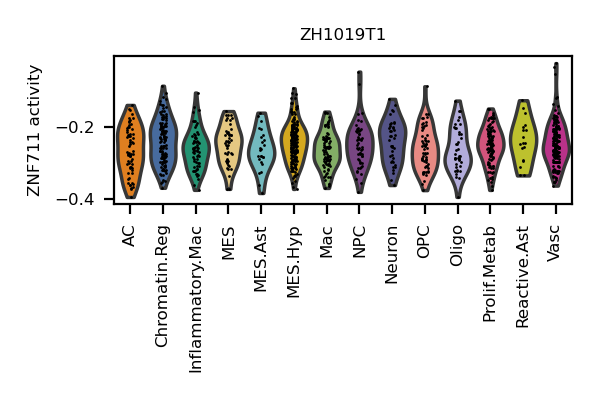 ZH1019T1
ZNF711 activity
−0.2
−0.4
AC
Chromatin.Reg
Inflammatory.Mac
MES
MES.Ast
MES.Hyp
Mac
NPC
Neuron
OPC
Oligo
Prolif.Metab
Reactive.Ast
Vasc